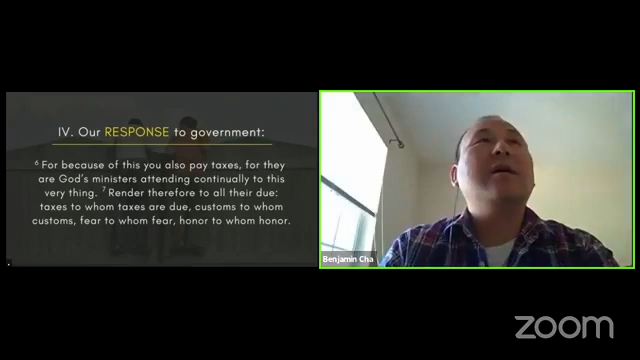 IV. Our RESPONSE to government:
6 For because of this you also pay taxes, for they
are God's ministers attending continually to this
very thing. 7 Render therefore to all their due:
taxes to whom taxes are due, customs to whom
customs, fear to whom fear, honor to whom honor.
Benjamin Cha
zoom